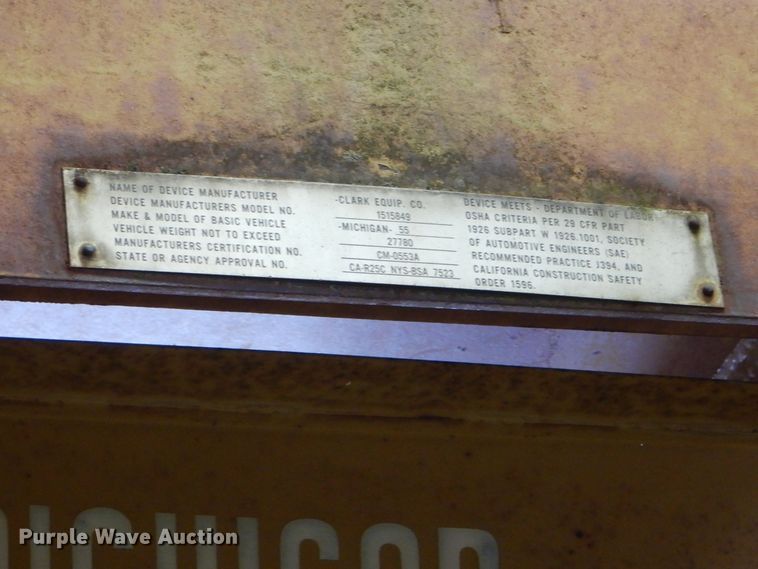 NAME OF DEVICE MANUFACTURER
DEVICE MANUFACTURERS MODEL NO.
MAKE & MODEL OF BASIC VEHICLE
VEHICLE WEIGHT NOT TO EXCEED
MANUFACTURERS CERTIFICATION NO.
STATE OR AGENCY APPROVAL NO.
-CLARK EQUIP. CO.
1515849
-MICHIGAN- 55
27780
CM-0553A
CA-R25C NYS-BSA 7523
DEVICE MEETS - DEPARTMENT OF LABOR
OSHA CRITERIA PER 29 CFR PART
1926 SUBPART W 1926.1001, SOCIETY
OF AUTOMOTIVE ENGINEERS (SAE)
RECOMMENDED PRACTICE J394, AND
CALIFORNIA CONSTRUCTION SAFETY
ORDER 1596.
Purple Wave Auction